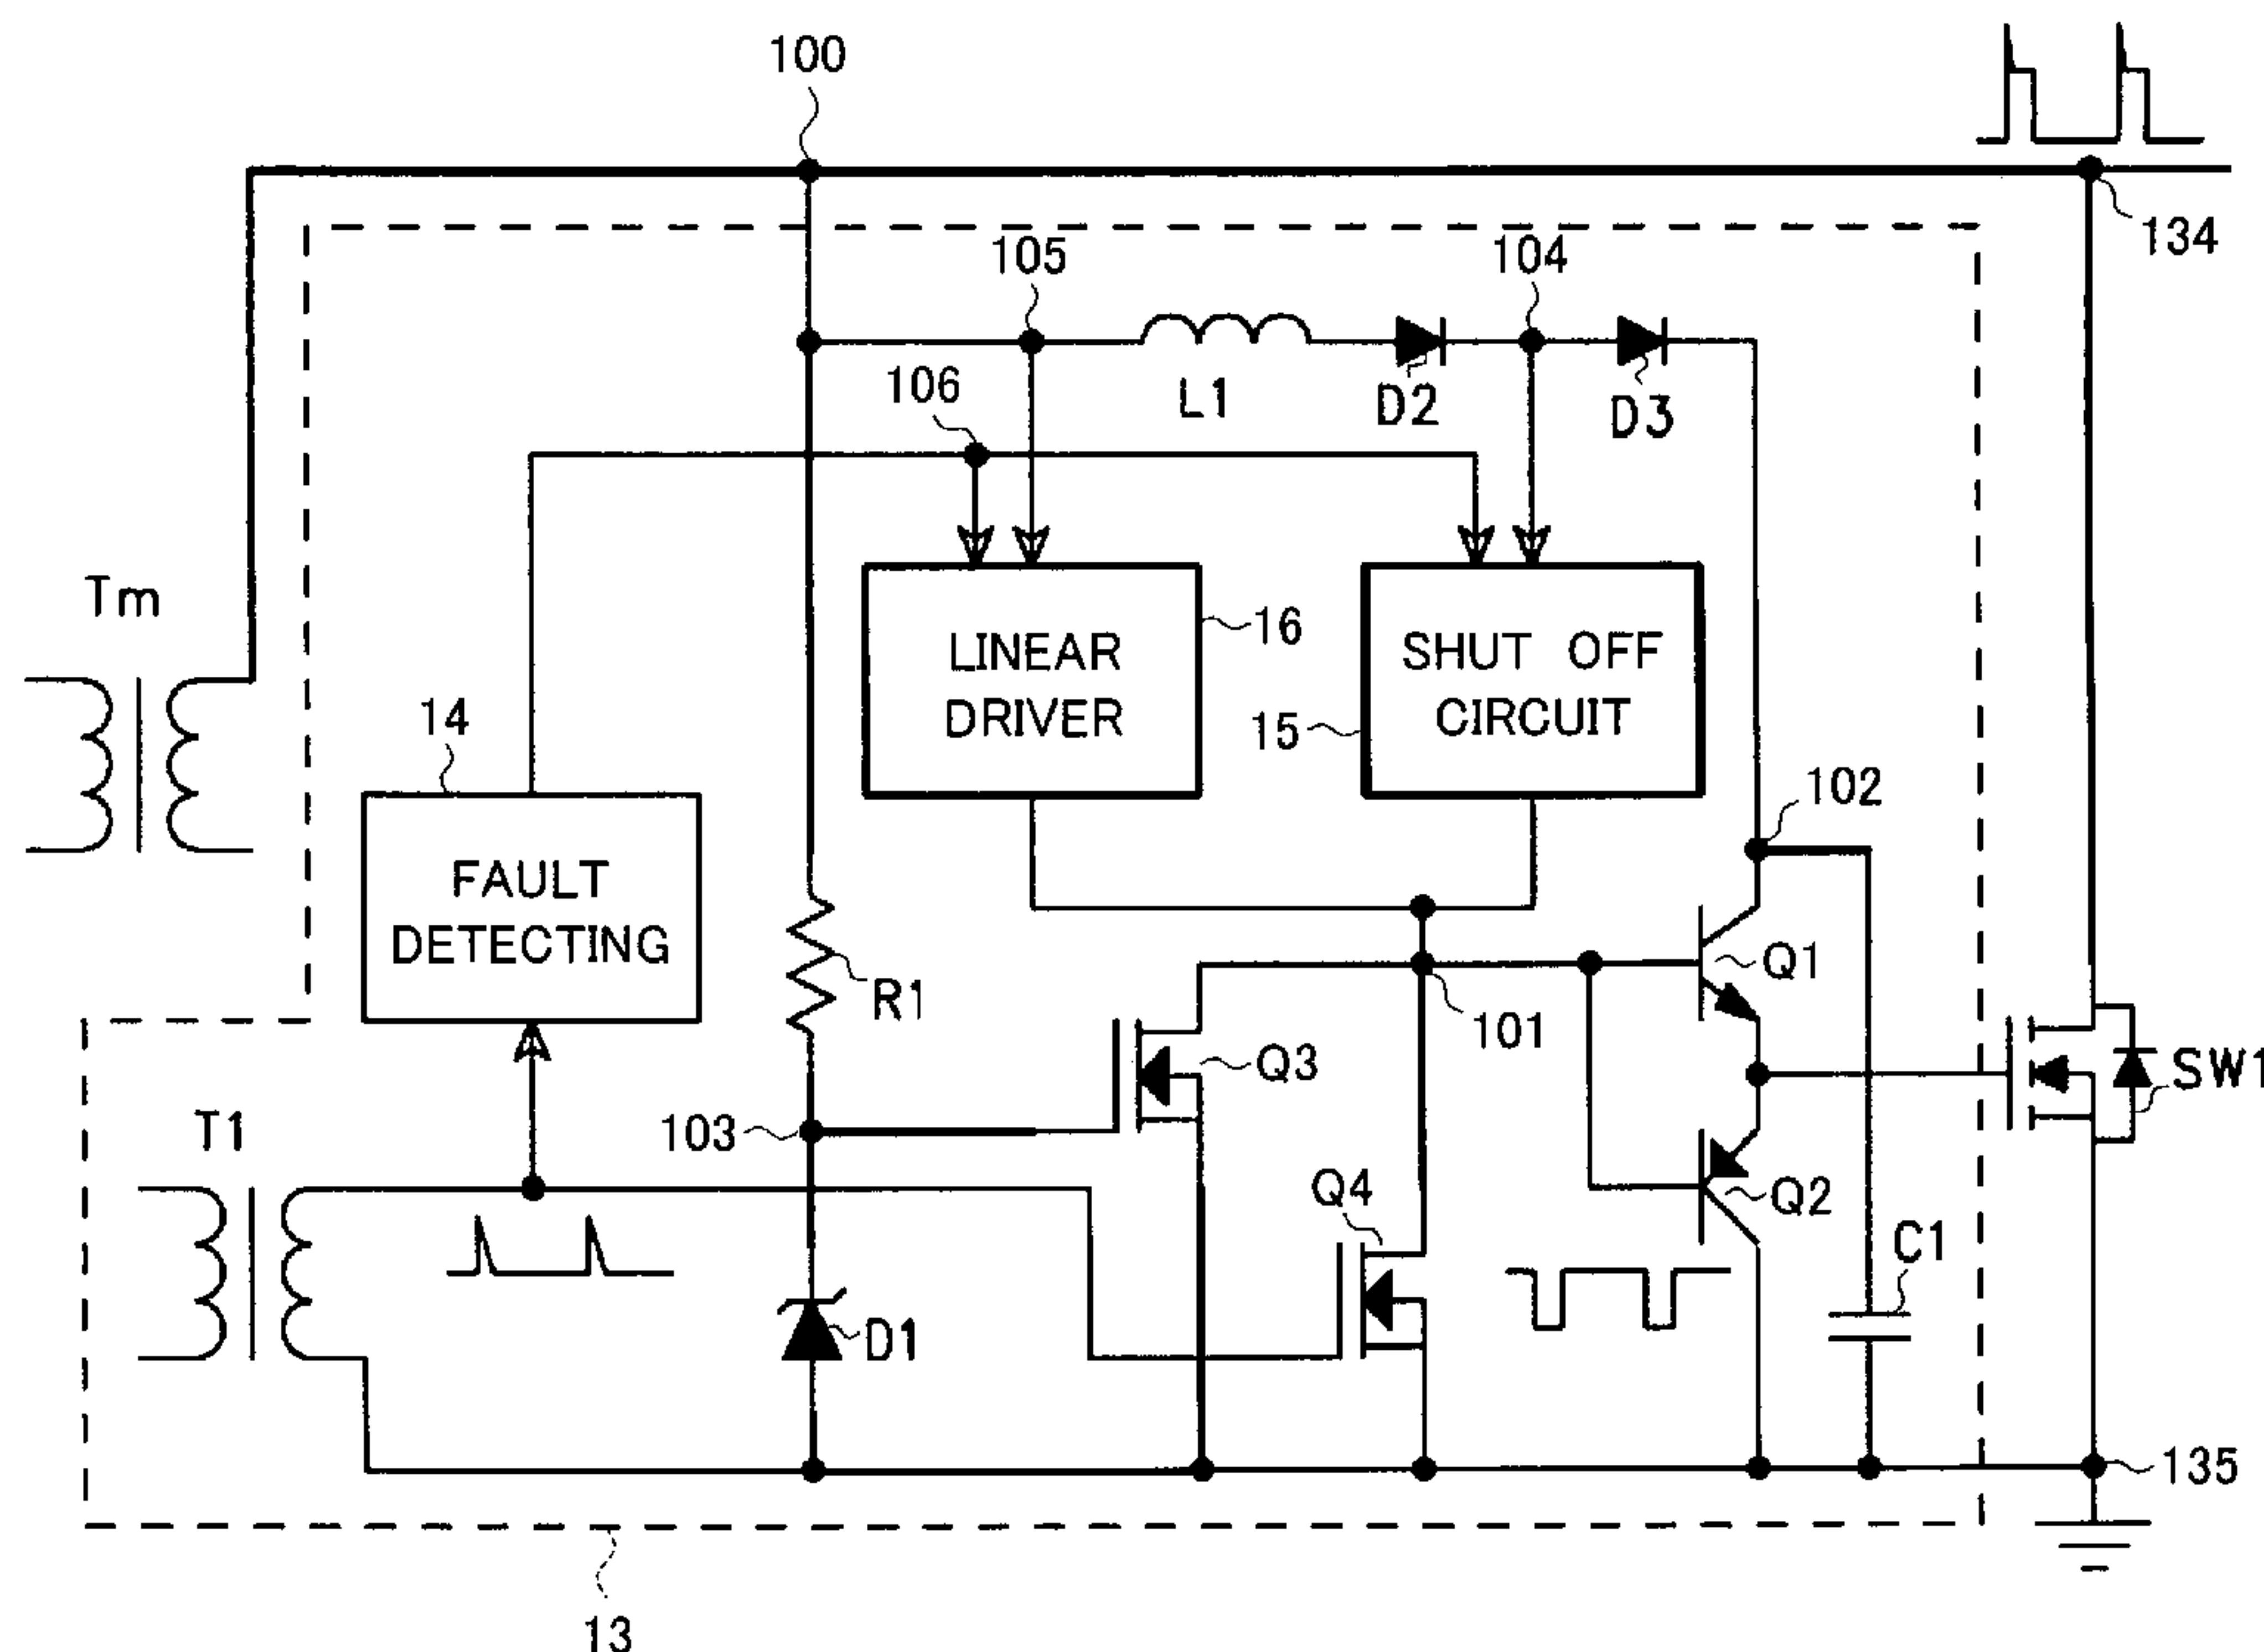 100
134
105
104
106
L1
D2
D3
Tm
LINEAR
DRIVER
16
SHUT OFF
CIRCUIT
15
14
102
FAULT
DETECTING
R1
Q1
101
Q3
SW1
103
T1
Q4
Q2
C1
D1
135
13